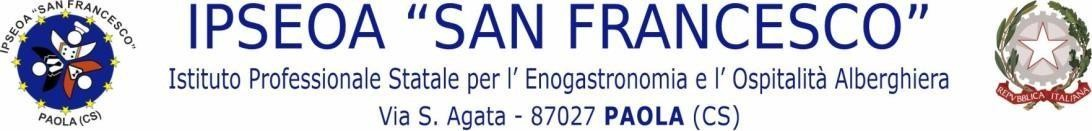 IPSEOA "SAN FRANCESCO"
PAOLA (CS)
IPSEOA “SAN FRANCESCO”
Istituto Professionale Statale per l’ Enogastronomia e l’ Ospitalità Alberghiera
Via S. Agata - 87027 PAOLA (CS)
REPVBBLICA ITALIANA